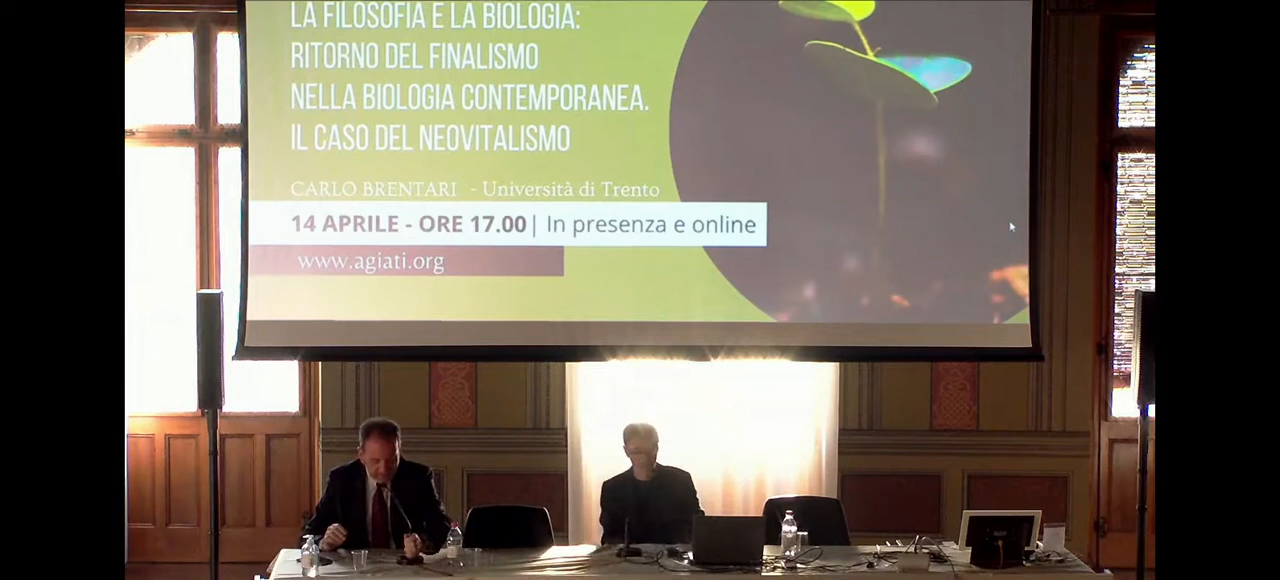 LA FILOSOFIA E LA BIOLOGIA:
RITORNO DEL FINALISMO
NELLA BIOLOGIA CONTEMPORANEA.
IL CASO DEL NEOVITALISMO
CARLO BRENTARI - Università di Trento
14 APRILE - ORE 17.00| In presenza e online
www.agiati.org